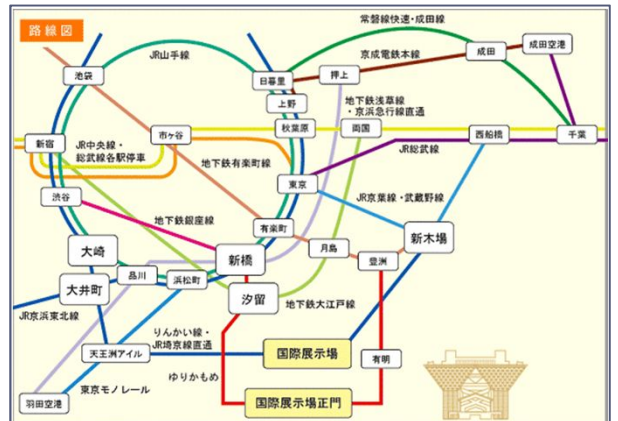 路線図
常磐線快速・成田線
JR山手線
京成電鉄本線
成田
成田空港
池袋
日暮里
押上
上野
地下鉄浅草線
・京浜急行線直通
秋葉原
両国
西船橋
千葉
新宿
市ヶ谷
JR中央線・
総武線各駅停車
JR総武線
地下鉄有楽町線
東京
渋谷
JR京葉線・武蔵野線
地下鉄銀座線
有楽町
新木場
月島
豊洲
大崎
新橋
品川
浜松町
大井町
汐留
地下鉄大江戸線
JR京浜東北線
りんかい線・
JR埼京線直通
天王洲アイル
国際展示場
有明
ゆりかもめ
東京モノレール
羽田空港
国際展示場正門